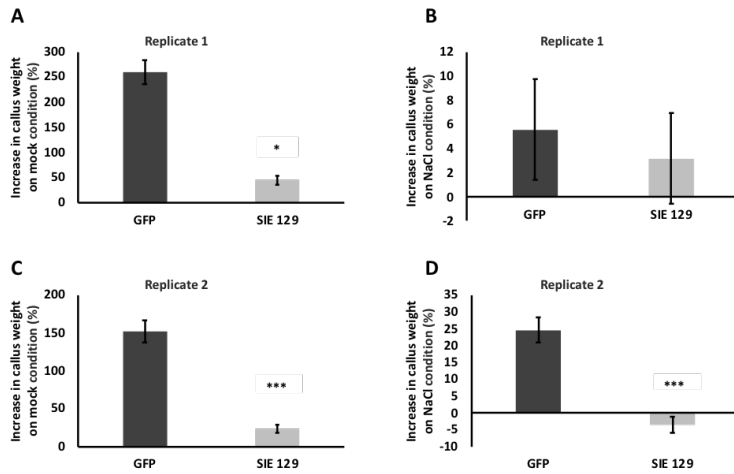 A
Replicate 1
Increase in callus weight
on mock condition (%)
300
250
200
150
100
50
0
*
GFP
SIE 129
B
Replicate 1
Increase in callus weight
on NaCl condition (%)
12
10
8
6
4
2
0
-2
GFP
SIE 129
C
Replicate 2
Increase in callus weight
on mock condition (%)
200
150
100
50
0
***
GFP
SIE 129
D
Replicate 2
Increase in callus weight
on NaCl condition (%)
35
30
25
20
15
10
5
0
-5
-10
***
GFP
SIE 129